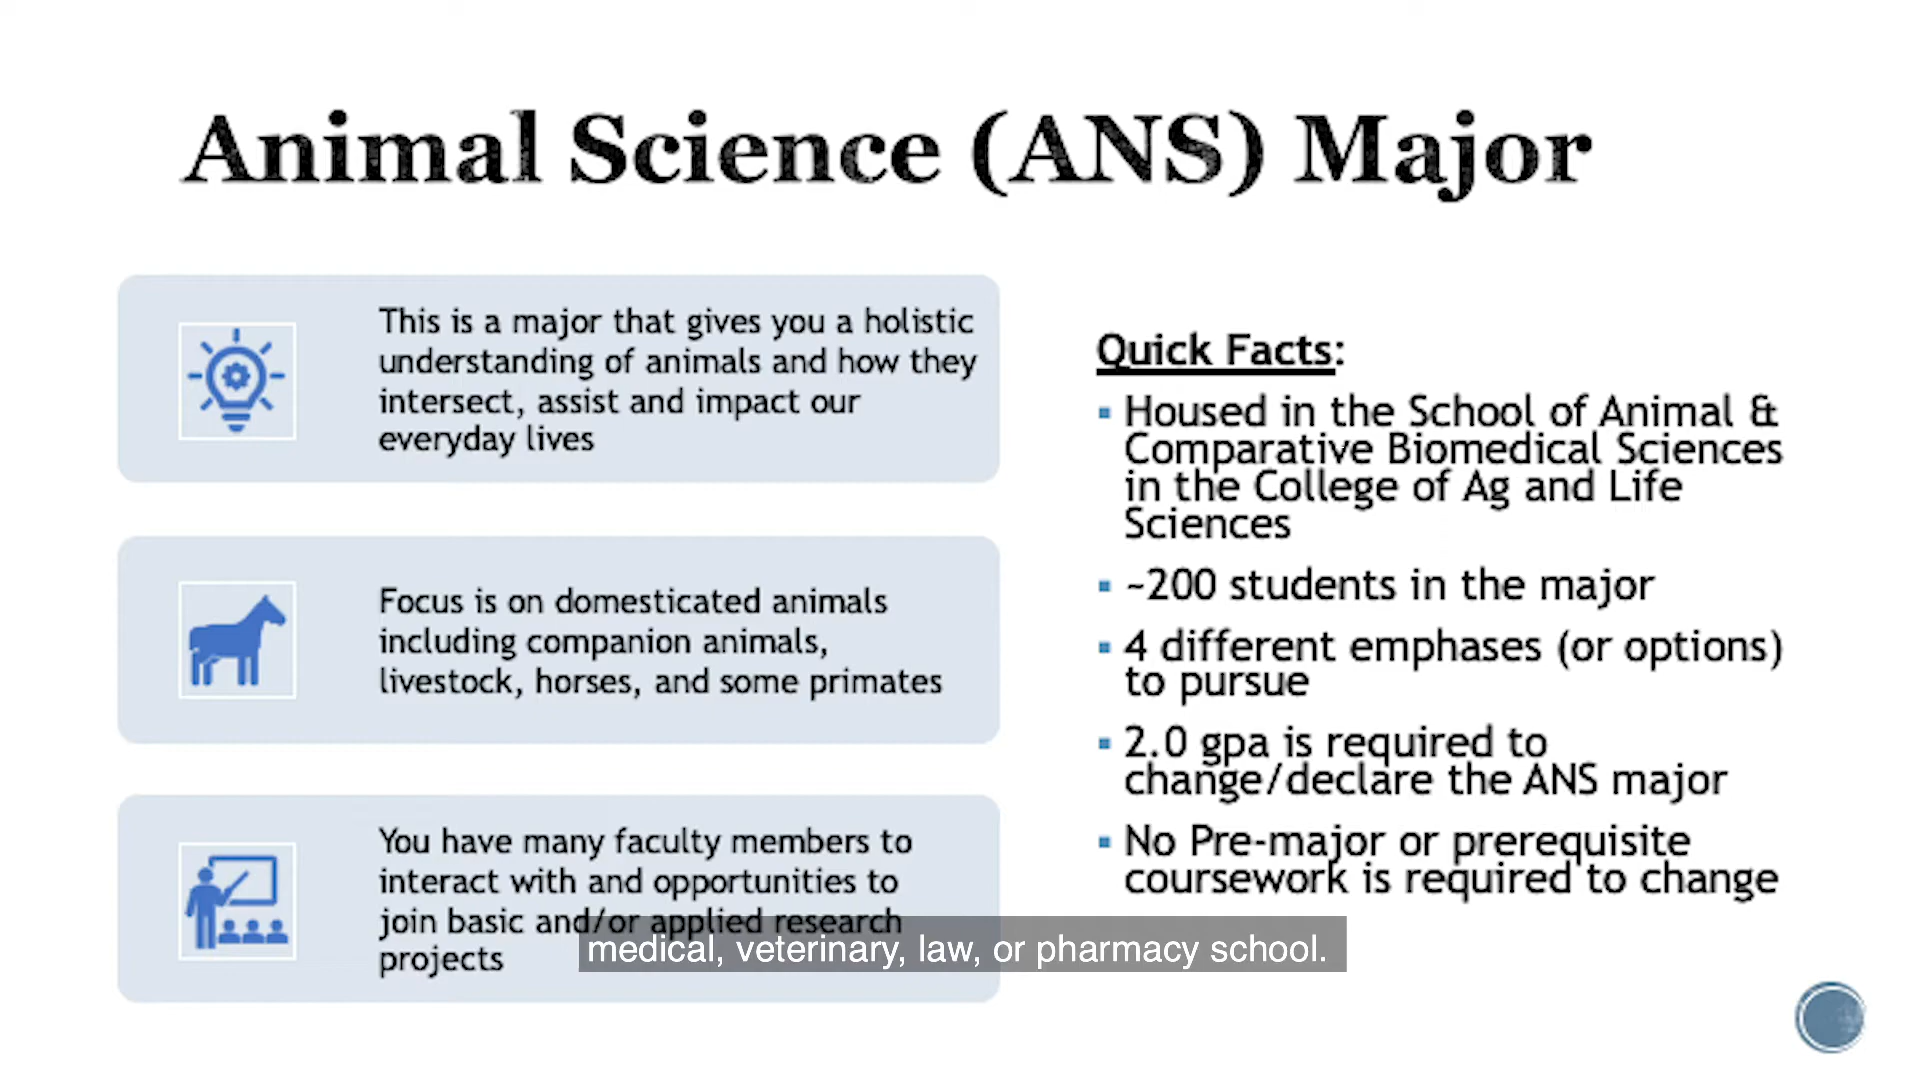 Animal Science (ANS) Major
This is a major that gives you a holistic
understanding of animals and how they
intersect, assist and impact our
everyday lives
Focus is on domesticated animals
including companion animals,
livestock, horses, and some primates
You have many faculty members to
interact with and opportunities to
join basic and/or applied research
projects
Quick Facts:
▪ Housed in the School of Animal &
Comparative Biomedical Sciences
in the College of Ag and Life
Sciences
▪ ~200 students in the major
▪ 4 different emphases (or options)
to pursue
▪ 2.0 gpa is required to
change/declare the ANS major
▪ No Pre-major or prerequisite
coursework is required to change
medical, veterinary, law, or pharmacy school.